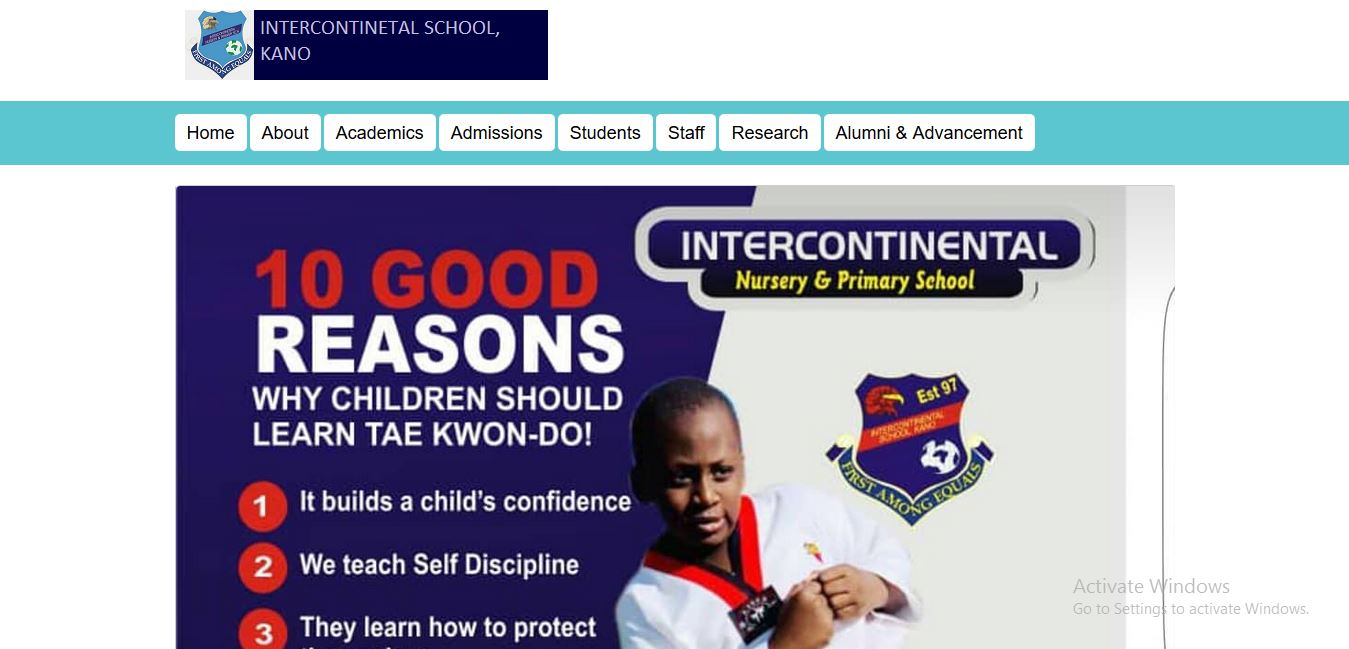 INTERCONTINETAL SCHOOL,
KANO
FIRST AMONG EQUALS
Home About Academics Admissions Students Staff Research Alumni & Advancement
INTERCONTINENTAL
Nursery & Primary School
10 GOOD
REASONS
WHY CHILDREN SHOULD
LEARN TAE KWON-DO!
Est 97
INTERCONTINENTAL
SCHOOL, KANO
FIRST AMONG EQUALS
1 It builds a child's confidence
2 We teach Self Discipline
3 They learn how to protect
Activate Windows
Go to Settings to activate Windows.